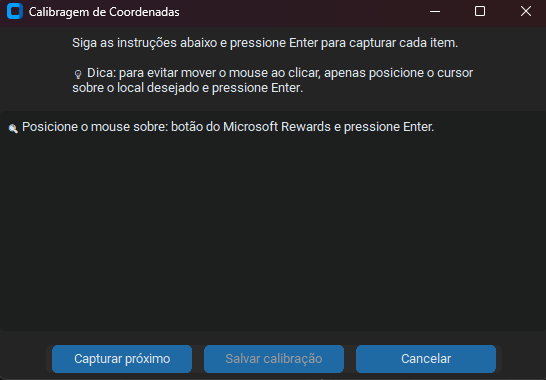 Calibragem de Coordenadas
Siga as instruções abaixo e pressione Enter para capturar cada item.
💡 Dica: para evitar mover o mouse ao clicar, apenas posicione o cursor
sobre o local desejado e pressione Enter.
🔍 Posicione o mouse sobre: botão do Microsoft Rewards e pressione Enter.
Capturar próximo
Salvar calibração
Cancelar